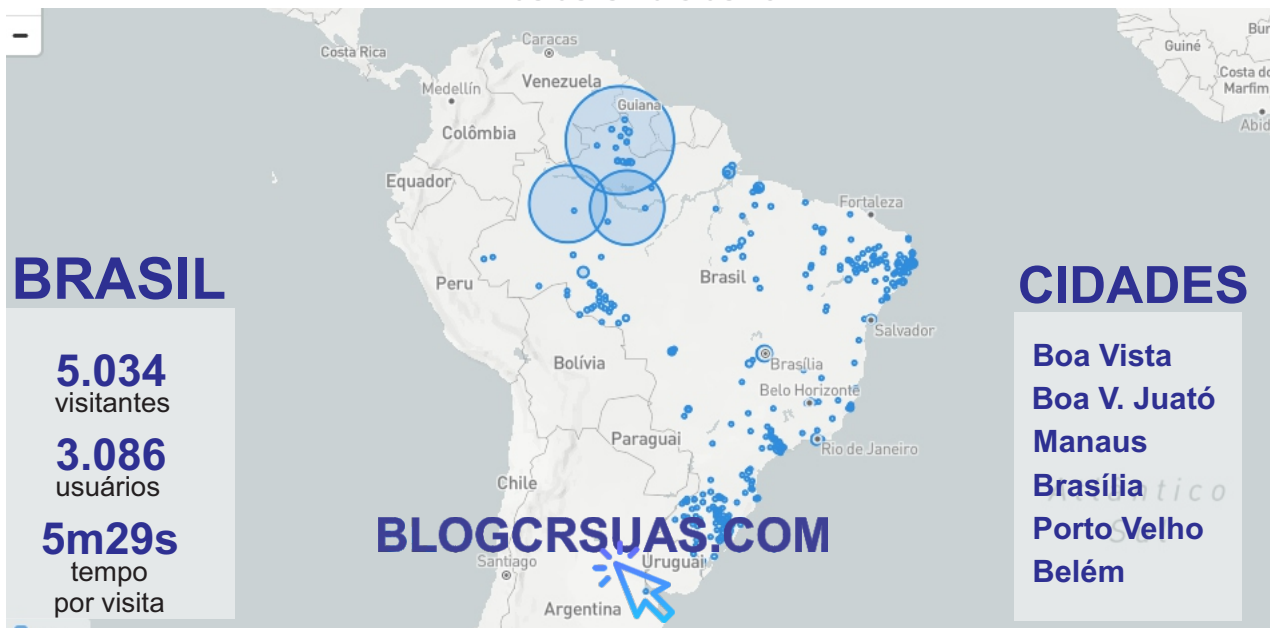 −
Costa Rica
Caracas
Guiné
Costa do
Marfim
Venezuela
Medellín
Guiana
Colômbia
Equador
Fortaleza
BRASIL
Peru
Brasil
CIDADES
Salvador
5.034
visitantes
Bolívia
Brasília
Boa Vista
Belo Horizonte
Boa V. Juató
3.086
usuários
Paraguai
Rio de Janeiro
Manaus
Chile
Brasília
5m29s
tempo
por visita
BLOGCRSUAS.COM
Porto Velho
Santiago
Uruguai
Belém
Argentina